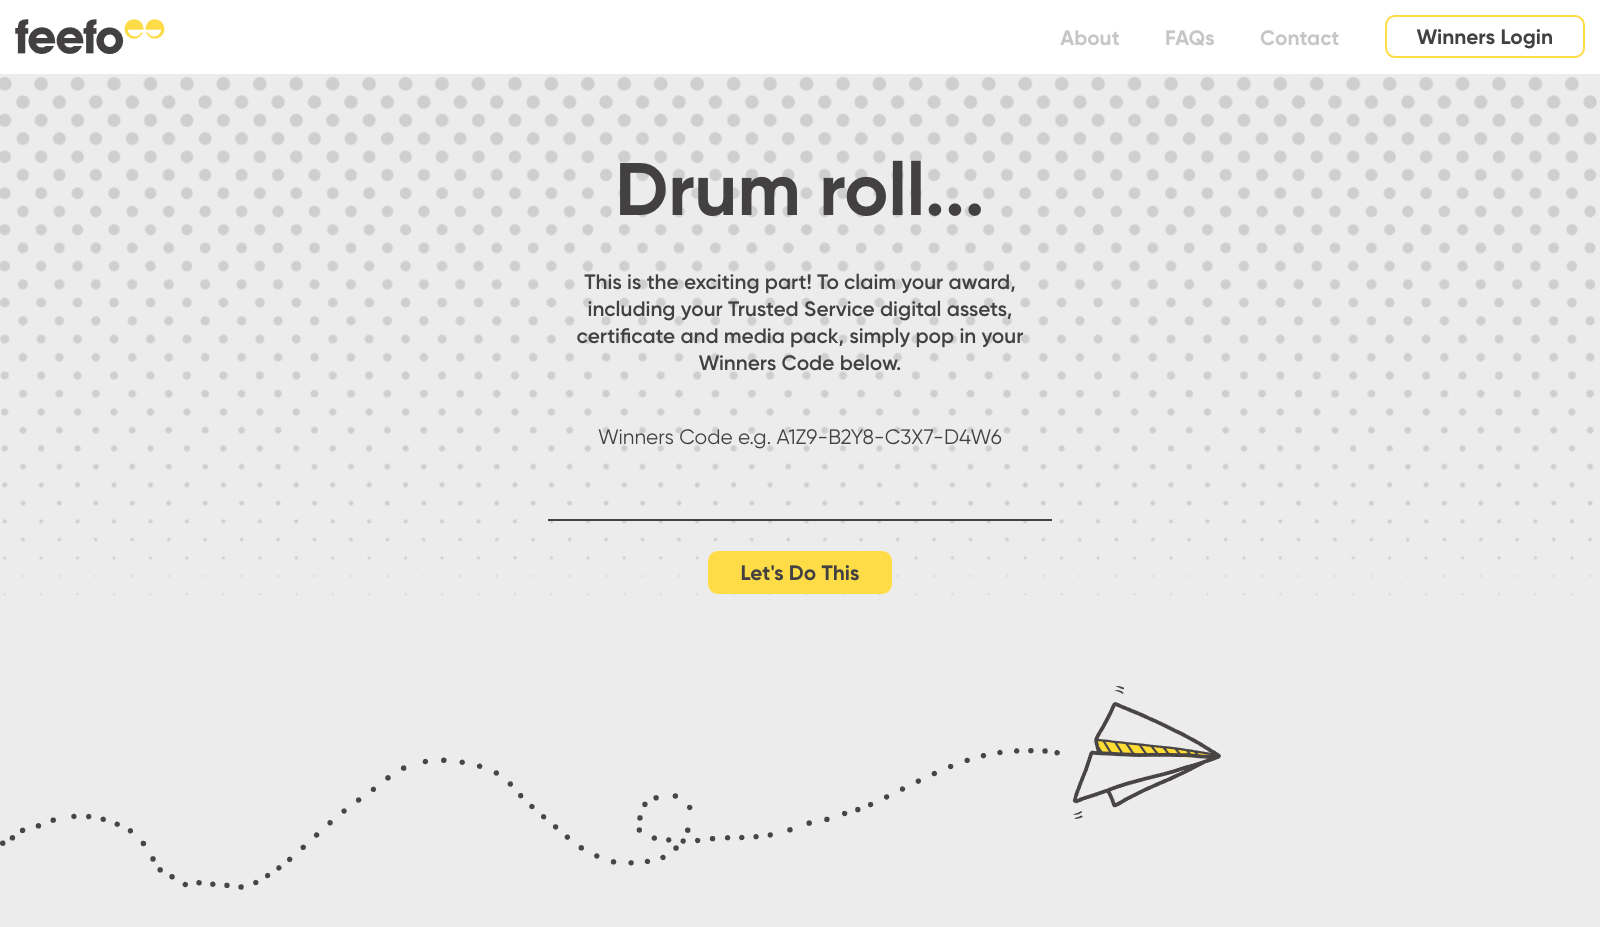 feefo
About
FAQs
Contact
Winners Login
Drum roll...
This is the exciting part! To claim your award,
including your Trusted Service digital assets,
certificate and media pack, simply pop in your
Winners Code below.
Winners Code e.g. A1Z9-B2Y8-C3X7-D4W6
Let's Do This